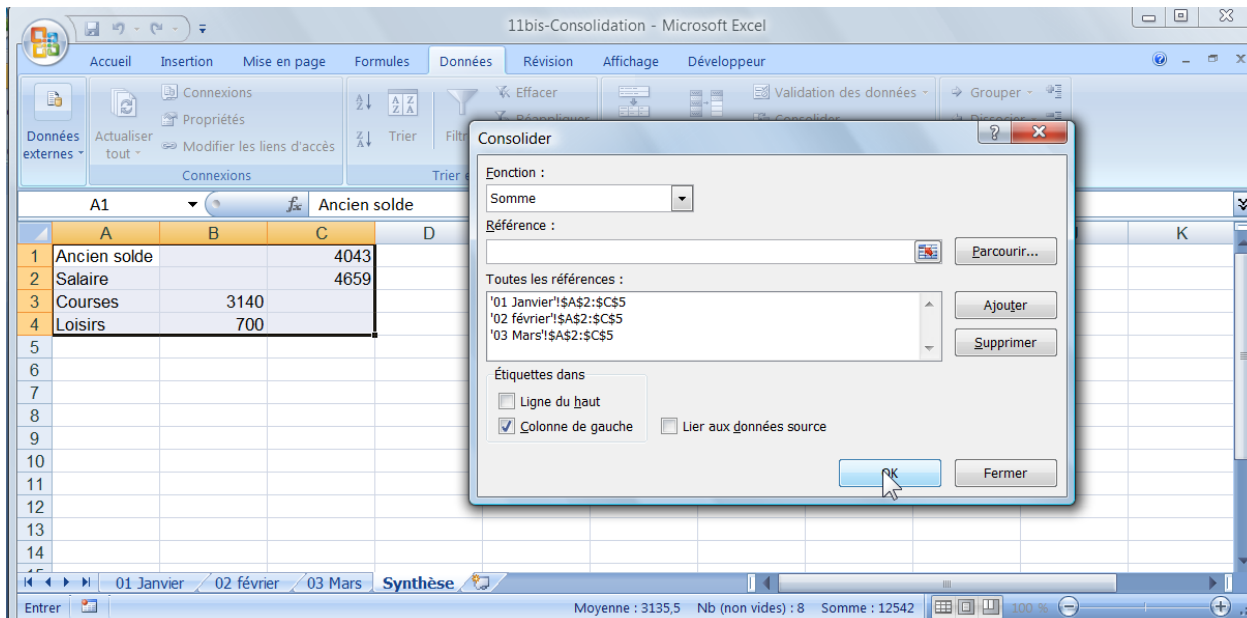 11bis-Consolidation - Microsoft Excel
Accueil Insertion Mise en page Formules Données Révision Affichage Développeur
Connexions
Propriétés
Modifier les liens d'accès
Données externes
Actualiser tout
Connexions
Trier
Effacer
Réappliquer
Validation des données
Consolider
Grouper
Dissocier
Trier
A1 fx Ancien solde
A B C D K
1 Ancien solde 4043
2 Salaire 4659
3 Courses 3140
4 Loisirs 700
5
6
7
8
9
10
11
12
13
14
Consolider
Fonction :
Somme
Référence :
Parcourir...
Toutes les références :
'01 Janvier'!$A$2:$C$5
'02 février'!$A$2:$C$5
'03 Mars'!$A$2:$C$5
Ajouter
Supprimer
Étiquettes dans
Ligne du haut
Colonne de gauche
Lier aux données source
OK
Fermer
01 Janvier 02 février 03 Mars Synthèse
Entrer Moyenne : 3135,5 Nb (non vides) : 8 Somme : 12542 100 %